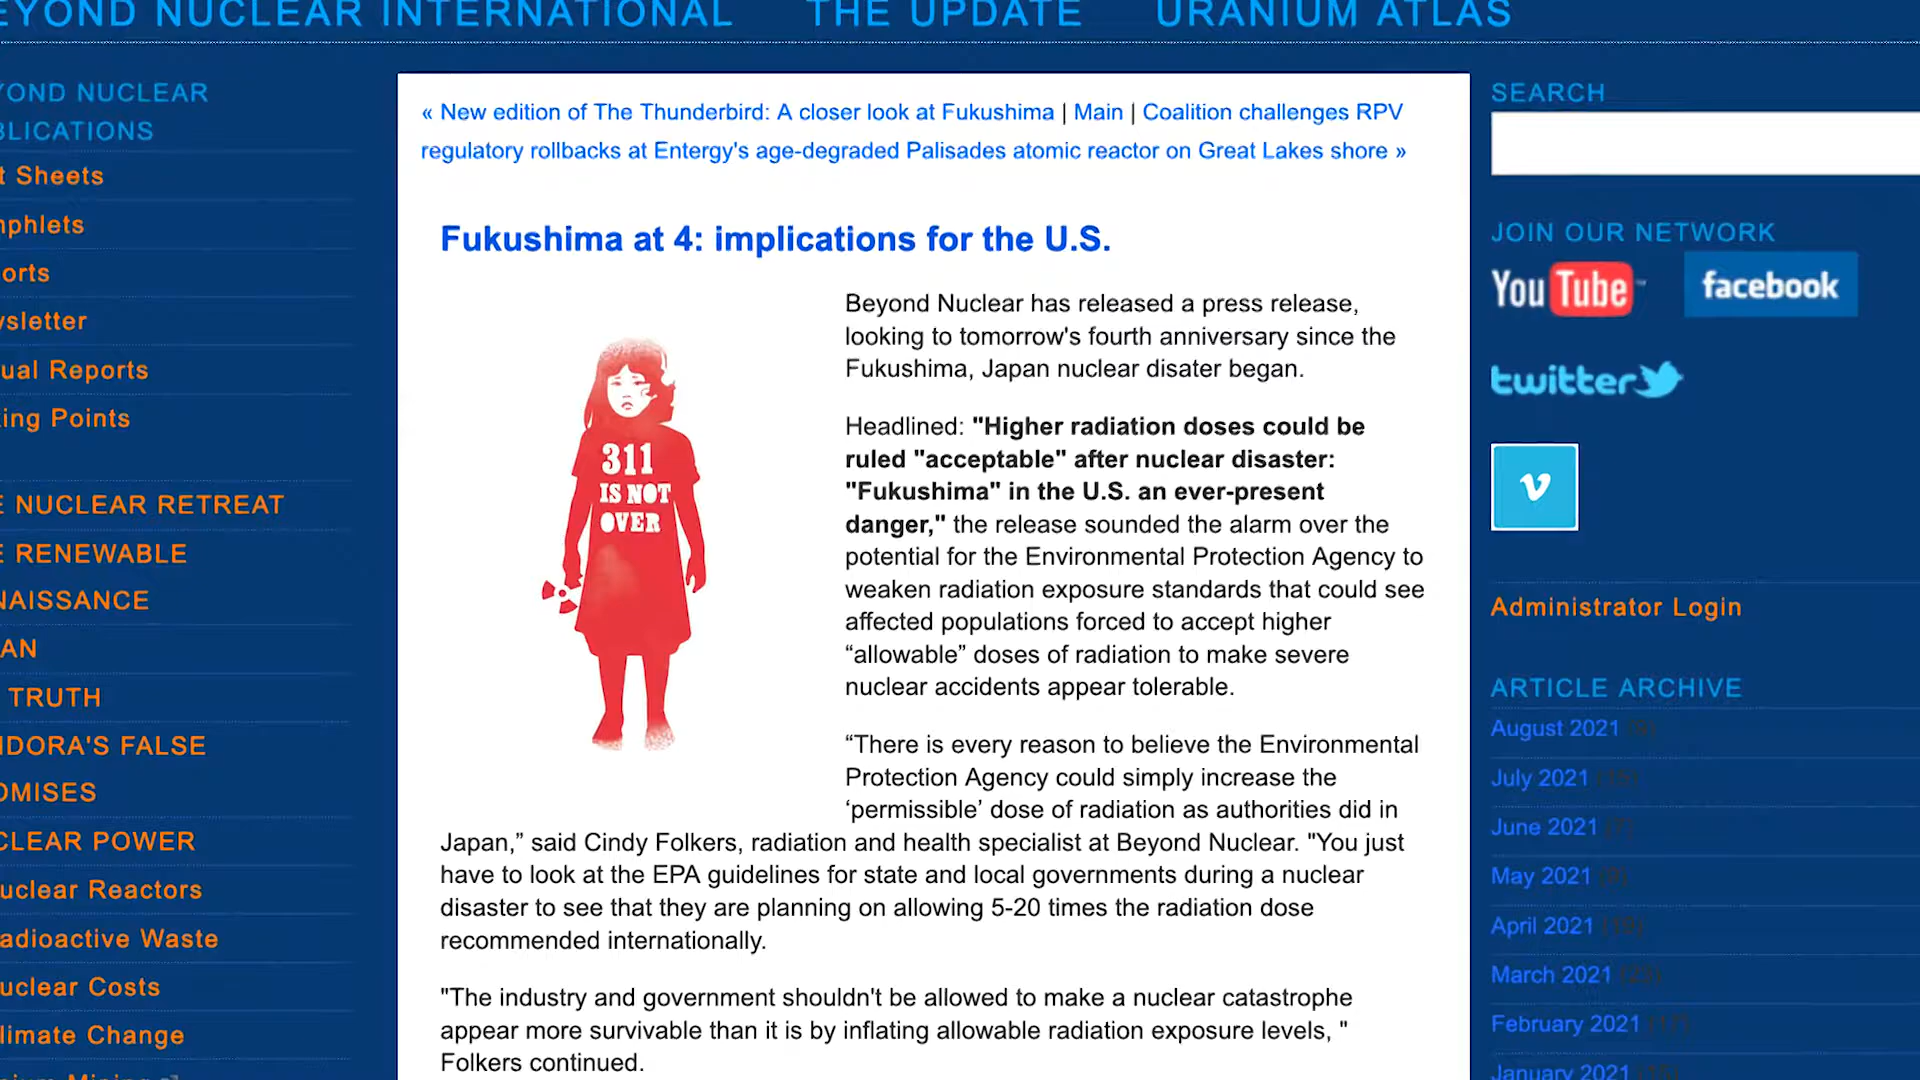 EYOND NUCLEAR INTERNATIONAL THE UPDATE URANIUM ATLAS
YOND NUCLEAR
BLICATIONS
t Sheets
mphlets
orts
wsletter
ual Reports
king Points
E NUCLEAR RETREAT
E RENEWABLE
NAISSANCE
AN
TRUTH
NDORA'S FALSE
OMISES
CLEAR POWER
uclear Reactors
adioactive Waste
uclear Costs
limate Change
« New edition of The Thunderbird: A closer look at Fukushima | Main | Coalition challenges RPV
regulatory rollbacks at Entergy's age-degraded Palisades atomic reactor on Great Lakes shore »
Fukushima at 4: implications for the U.S.
311
IS NOT
OVER
Beyond Nuclear has released a press release,
looking to tomorrow's fourth anniversary since the
Fukushima, Japan nuclear disater began.
Headlined: "Higher radiation doses could be
ruled "acceptable" after nuclear disaster:
"Fukushima" in the U.S. an ever-present
danger," the release sounded the alarm over the
potential for the Environmental Protection Agency to
weaken radiation exposure standards that could see
affected populations forced to accept higher
“allowable” doses of radiation to make severe
nuclear accidents appear tolerable.
“There is every reason to believe the Environmental
Protection Agency could simply increase the
‘permissible’ dose of radiation as authorities did in
Japan,” said Cindy Folkers, radiation and health specialist at Beyond Nuclear. "You just
have to look at the EPA guidelines for state and local governments during a nuclear
disaster to see that they are planning on allowing 5-20 times the radiation dose
recommended internationally.
"The industry and government shouldn't be allowed to make a nuclear catastrophe
appear more survivable than it is by inflating allowable radiation exposure levels, "
Folkers continued.
SEARCH
JOIN OUR NETWORK
YouTube
facebook
twitter
Administrator Login
ARTICLE ARCHIVE
August 2021
July 2021
June 2021
May 2021
April 2021
March 2021
February 2021
January 2021